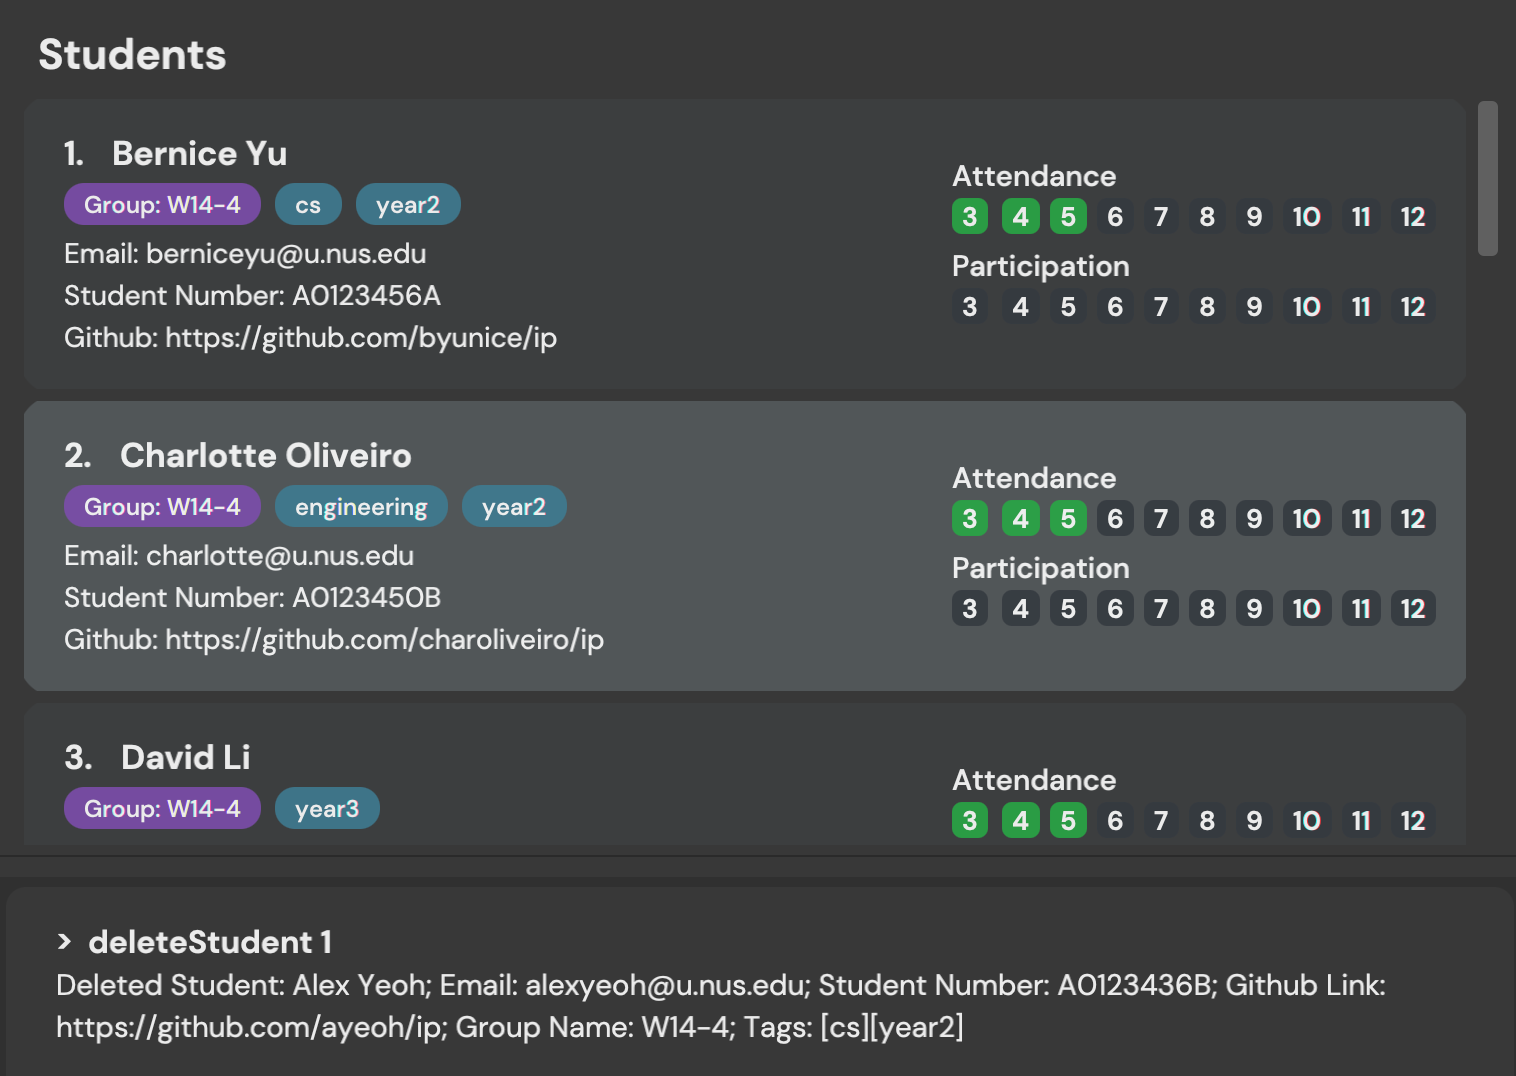 Students
1. Bernice Yu
Group: W14-4 cs year2
Email: berniceyu@u.nus.edu
Student Number: A0123456A
Github: https://github.com/byunice/ip
Attendance
3 4 5 6 7 8 9 10 11 12
Participation
3 4 5 6 7 8 9 10 11 12
2. Charlotte Oliveiro
Group: W14-4 engineering year2
Email: charlotte@u.nus.edu
Student Number: A0123450B
Github: https://github.com/charoliveiro/ip
Attendance
3 4 5 6 7 8 9 10 11 12
Participation
3 4 5 6 7 8 9 10 11 12
3. David Li
Group: W14-4 year3
Attendance
3 4 5 6 7 8 9 10 11 12
> deleteStudent 1
Deleted Student: Alex Yeoh; Email: alexyeoh@u.nus.edu; Student Number: A0123436B; Github Link:
https://github.com/ayeoh/ip; Group Name: W14-4; Tags: [cs][year2]